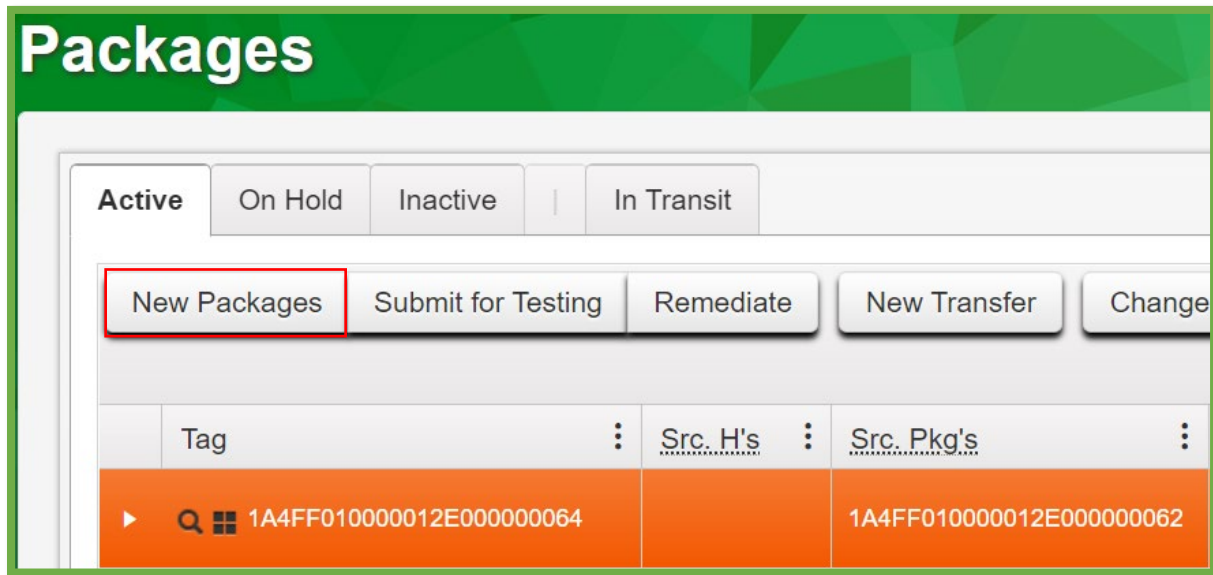 Packages
Active On Hold Inactive | In Transit
New Packages Submit for Testing Remediate New Transfer Change
Tag Src. H's Src. Pkg's
1A4FF010000012E000000064 1A4FF010000012E000000062